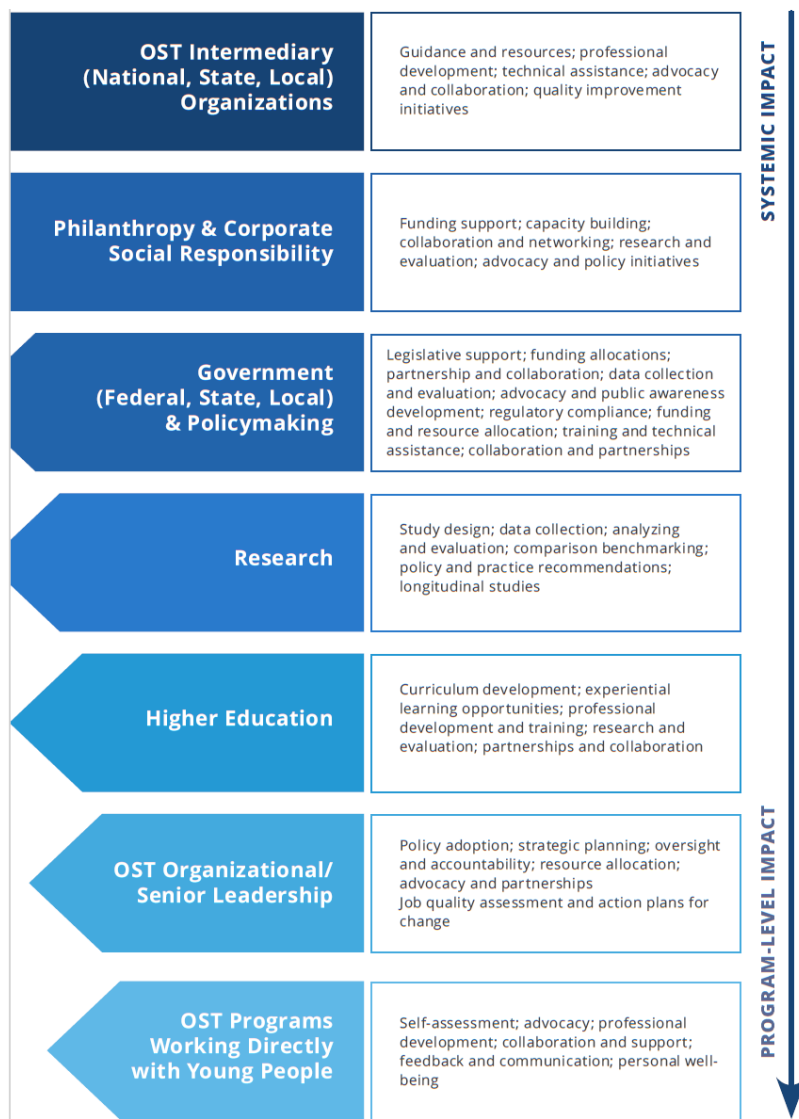 OST Intermediary
(National, State, Local)
Organizations
Guidance and resources; professional
development; technical assistance; advocacy
and collaboration; quality improvement
initiatives
SYSTEMIC IMPACT
Philanthropy & Corporate
Social Responsibility
Funding support; capacity building;
collaboration and networking; research and
evaluation; advocacy and policy initiatives
Government
(Federal, State, Local)
& Policymaking
Legislative support; funding allocations;
partnership and collaboration; data collection
and evaluation; advocacy and public awareness
development; regulatory compliance; funding
and resource allocation; training and technical
assistance; collaboration and partnerships
Research
Study design; data collection; analyzing
and evaluation; comparison benchmarking;
policy and practice recommendations;
longitudinal studies
Higher Education
Curriculum development; experiential
learning opportunities; professional
development and training; research and
evaluation; partnerships and collaboration
OST Organizational/
Senior Leadership
Policy adoption; strategic planning; oversight
and accountability; resource allocation;
advocacy and partnerships
Job quality assessment and action plans for
change
PROGRAM-LEVEL IMPACT
OST Programs
Working Directly
with Young People
Self-assessment; advocacy; professional
development; collaboration and support;
feedback and communication; personal well-
being